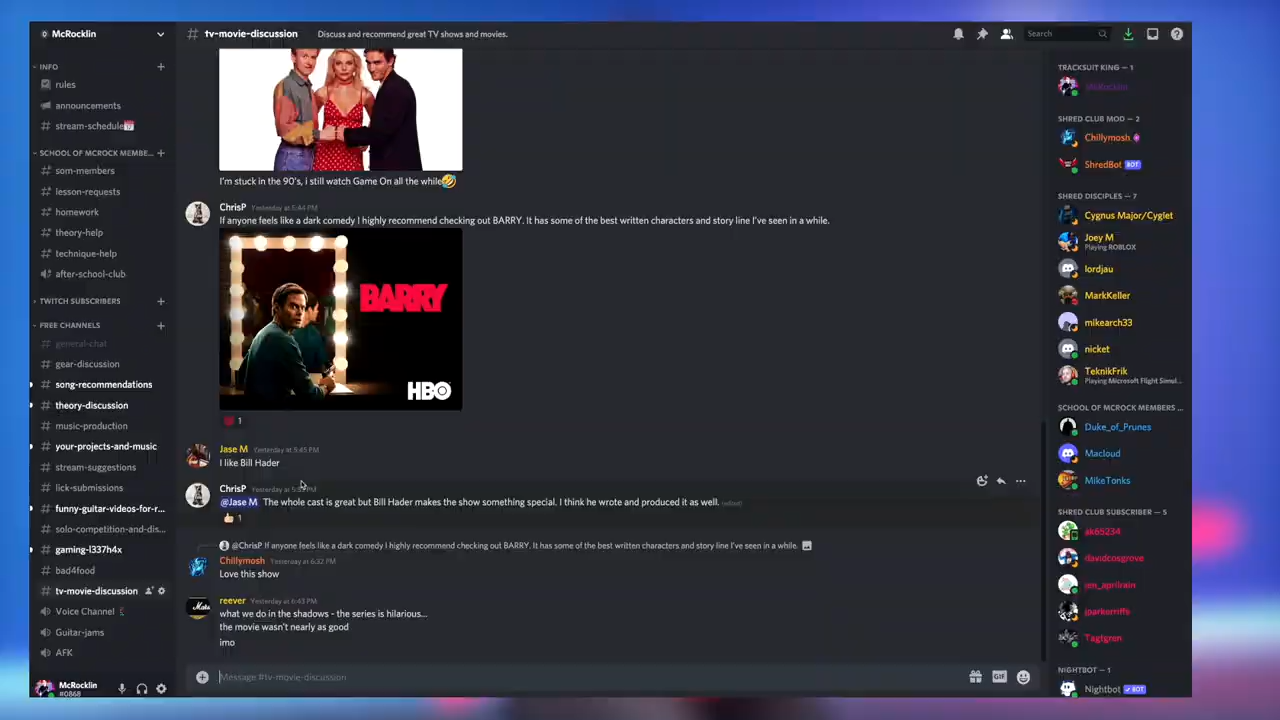 McRocklin
# tv-movie-discussion Discuss and recommend great TV shows and movies.
Search
INFO
rules
announcements
# stream-schedule
SCHOOL OF MCROCK MEMBE...
# som-members
# lesson-requests
# homework
# theory-help
# technique-help
after-school-club
TWITCH SUBSCRIBERS
FREE CHANNELS
# general-chat
# gear-discussion
# song-recommendations
# theory-discussion
# music-production
# your-projects-and-music
# stream-suggestions
# lick-submissions
# funny-guitar-videos-for-r...
# solo-competition-and-dis...
# gaming-l337h4x
# bad4food
# tv-movie-discussion
Voice Channel
Guitar-jams
AFK
McRocklin
#0868
I'm stuck in the 90's, i still watch Game On all the while🤣
ChrisP Yesterday at 5:44 PM
If anyone feels like a dark comedy I highly recommend checking out BARRY. It has some of the best written characters and story line I've seen in a while.
BARRY
HBO
1
Jase M Yesterday at 5:45 PM
I like Bill Hader
ChrisP Yesterday at
@Jase M The whole cast is great but Bill Hader makes the show something special. I think he wrote and produced it as well. (edited)
1
@ChrisP If anyone feels like a dark comedy I highly recommend checking out BARRY. It has some of the best written characters and story line I've seen in a while.
Chillymosh Yesterday at 6:32 PM
Love this show
reever Yesterday at 6:43 PM
what we do in the shadows - the series is hilarious...
the movie wasn't nearly as good
imo
Message #tv-movie-discussion
GIF
TRACKSUIT KING — 1
McRocklin
SHRED CLUB MOD — 2
Chillymosh
ShredBot BOT
SHRED DISCIPLES — 7
Cygnus Major/Cyglet
Joey M
Playing ROBLOX
lordjau
MarkKeller
mikearch33
nicket
TeknikFrik
Playing Microsoft Flight Simul...
SCHOOL OF MCROCK MEMBERS ...
Duke_of_Prunes
Macloud
MikeTonks
SHRED CLUB SUBSCRIBER — 5
ak65234
davidcosgrove
jen_aprilrain
jparkerriffs
Tagfgren
NIGHTBOT — 1
Nightbot BOT